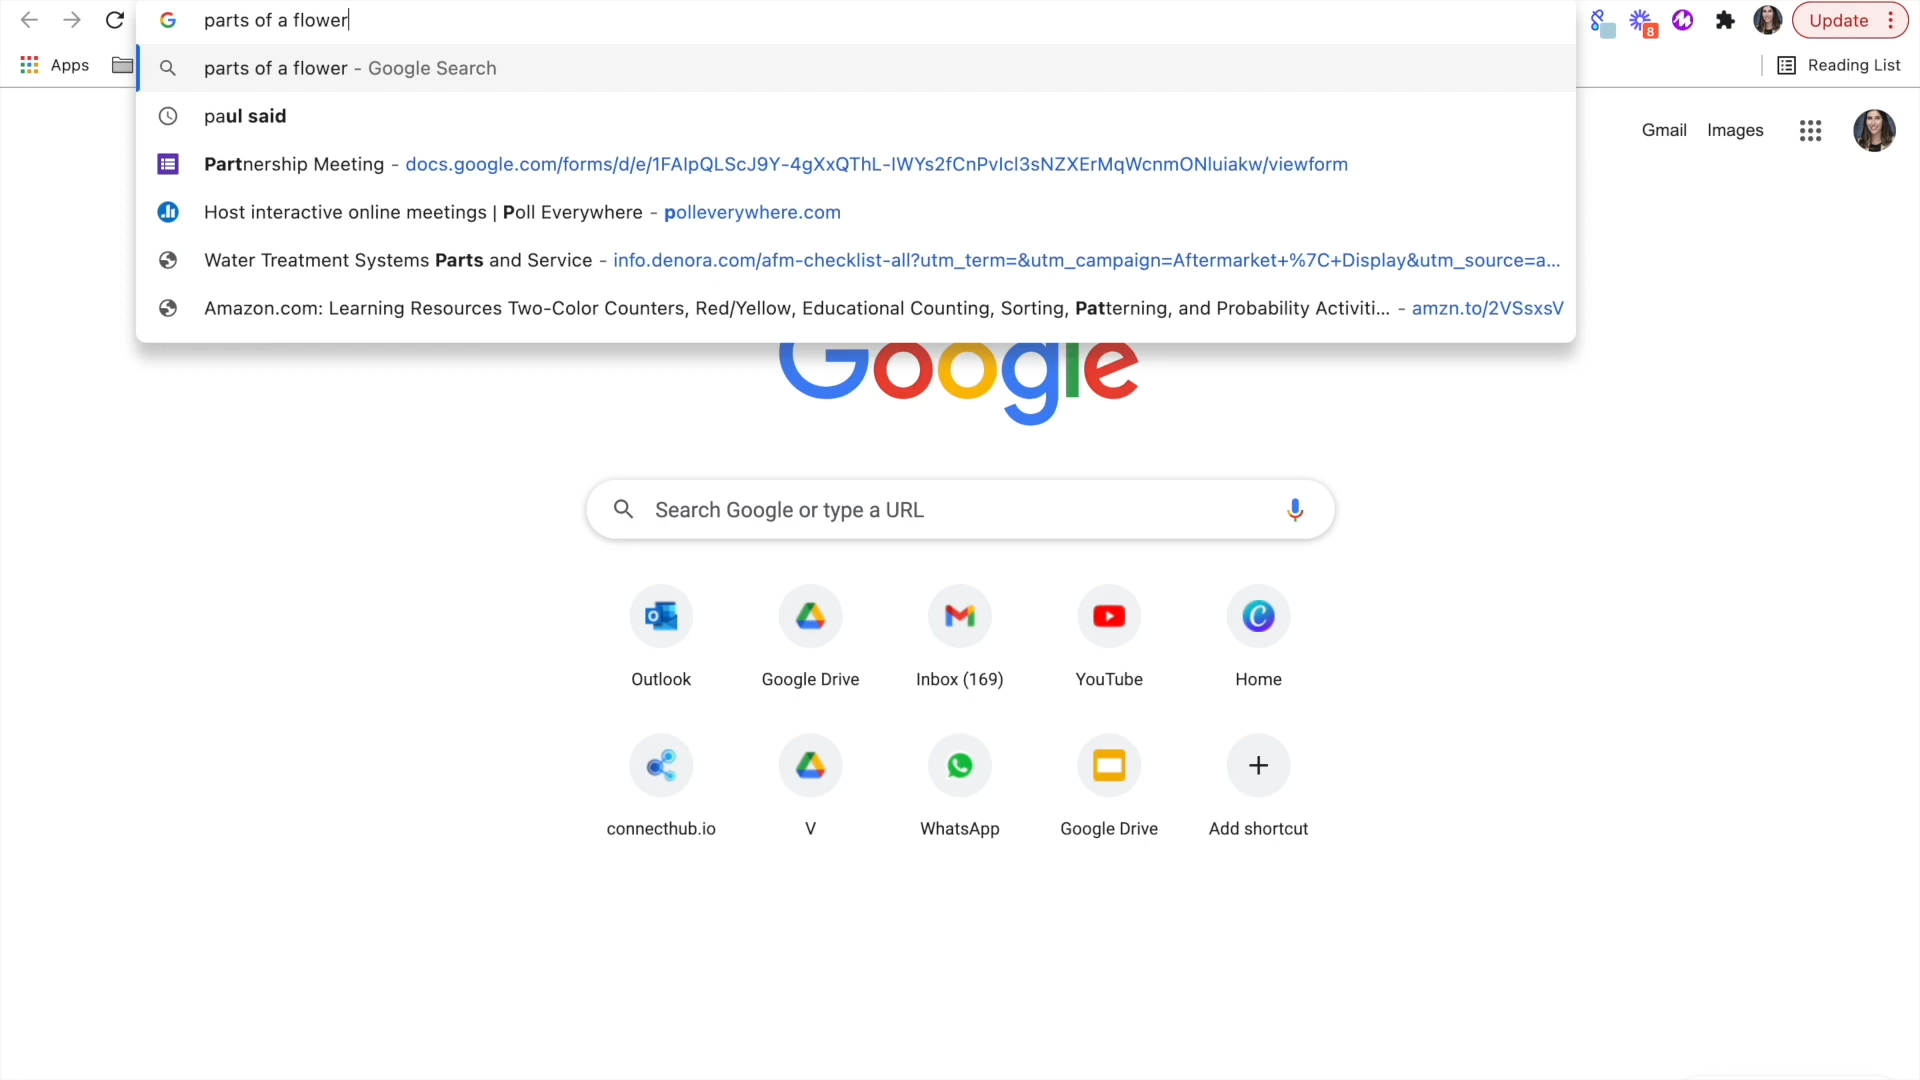 parts of a flower
Update
8
Apps
parts of a flower - Google Search
Reading List
paul said
Gmail Images
Partnership Meeting - docs.google.com/forms/d/e/1FAIpQLScJ9Y-4gXxQThL-IWYs2fCnPvIcl3sNZXErMqWcnmONluiakw/viewform
Host interactive online meetings | Poll Everywhere - polleverywhere.com
Water Treatment Systems Parts and Service - info.denora.com/afm-checklist-all?utm_term=&utm_campaign=Aftermarket+%7C+Display&utm_source=a...
Amazon.com: Learning Resources Two-Color Counters, Red/Yellow, Educational Counting, Sorting, Patterning, and Probability Activiti... - amzn.to/2VSsxsV
Google
Search Google or type a URL
Outlook Google Drive Inbox (169) YouTube Home
connecthub.io V WhatsApp Google Drive Add shortcut